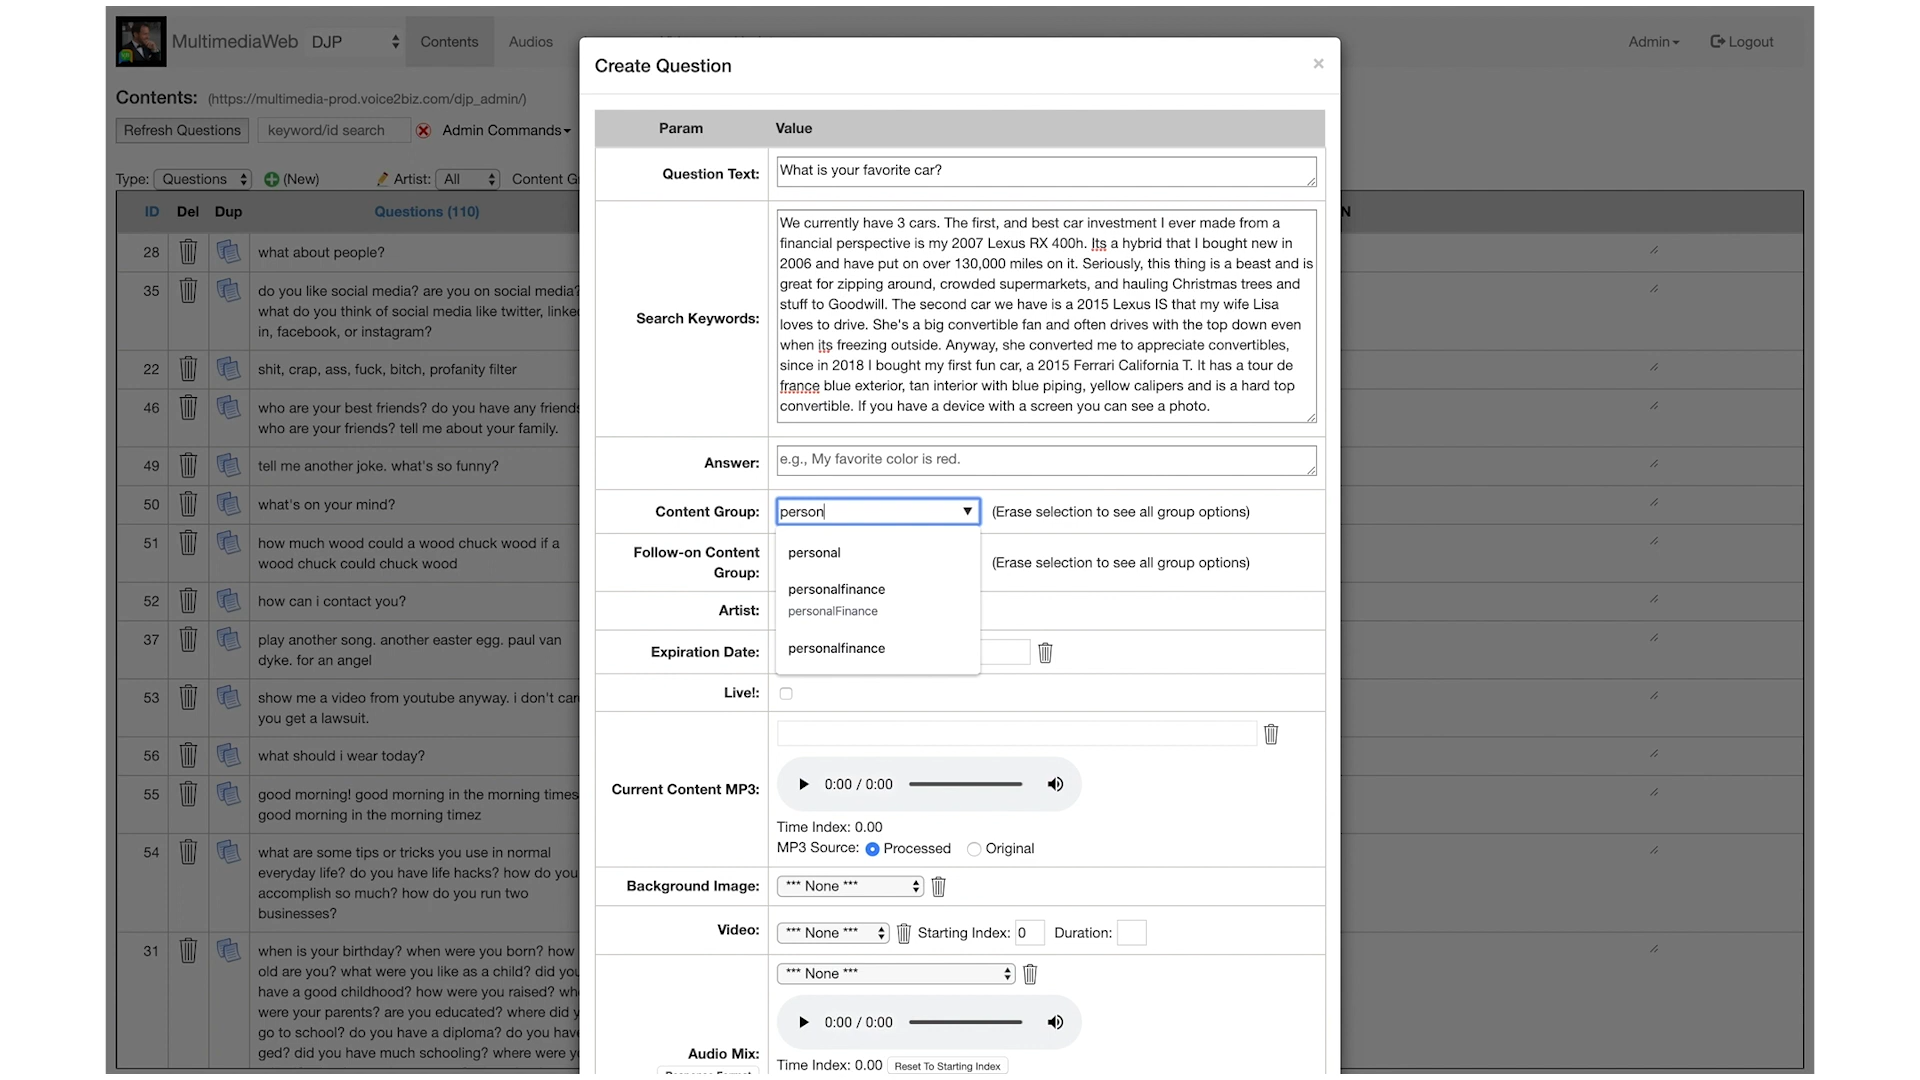 MultimediaWeb DJP Contents Audios Admin Logout
Create Question ×
Contents: (https://multimedia-prod.voice2biz.com/djp_admin/)
Refresh Questions keyword/id search Admin Commands
Type: Questions (New) Artist: All Content G
ID Del Dup Questions (110) N
28 what about people?
35 do you like social media? are you on social media?
what do you think of social media like twitter, linke
in, facebook, or instagram?
22 shit, crap, ass, fuck, bitch, profanity filter
46 who are your best friends? do you have any friend
who are your friends? tell me about your family.
49 tell me another joke. what's so funny?
50 what's on your mind?
51 how much wood could a wood chuck wood if a
wood chuck could chuck wood
52 how can i contact you?
37 play another song. another easter egg. paul van
dyke. for an angel
53 show me a video from youtube anyway. i don't car
you get a lawsuit.
56 what should i wear today?
55 good morning! good morning in the morning times
good morning in the morning timez
54 what are some tips or tricks you use in normal
everyday life? do you have life hacks? how do you
accomplish so much? how do you run two
businesses?
31 when is your birthday? when were you born? how
old are you? what were you like as a child? did you
have a good childhood? how were you raised? wh
were your parents? are you educated? where did y
go to school? do you have a diploma? do you have
ged? did you have much schooling? where were y
Param Value
Question Text: What is your favorite car?
Search Keywords:
We currently have 3 cars. The first, and best car investment I ever made from a
financial perspective is my 2007 Lexus RX 400h. Its a hybrid that I bought new in
2006 and have put on over 130,000 miles on it. Seriously, this thing is a beast and is
great for zipping around, crowded supermarkets, and hauling Christmas trees and
stuff to Goodwill. The second car we have is a 2015 Lexus IS that my wife Lisa
loves to drive. She's a big convertible fan and often drives with the top down even
when its freezing outside. Anyway, she converted me to appreciate convertibles,
since in 2018 I bought my first fun car, a 2015 Ferrari California T. It has a tour de
france blue exterior, tan interior with blue piping, yellow calipers and is a hard top
convertible. If you have a device with a screen you can see a photo.
Answer: e.g., My favorite color is red.
Content Group: person (Erase selection to see all group options)
personal
personalfinance
personalFinance
personalfinance
Follow-on Content
Group: (Erase selection to see all group options)
Artist:
Expiration Date:
Live!:
Current Content MP3:
0:00 / 0:00
Time Index: 0.00
MP3 Source: Processed Original
Background Image: *** None ***
Video: *** None *** Starting Index: 0 Duration:
*** None ***
0:00 / 0:00
Audio Mix:
Time Index: 0.00 Reset To Starting Index